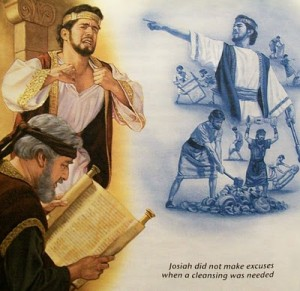 Josiah did not make excuses
when a cleansing was needed